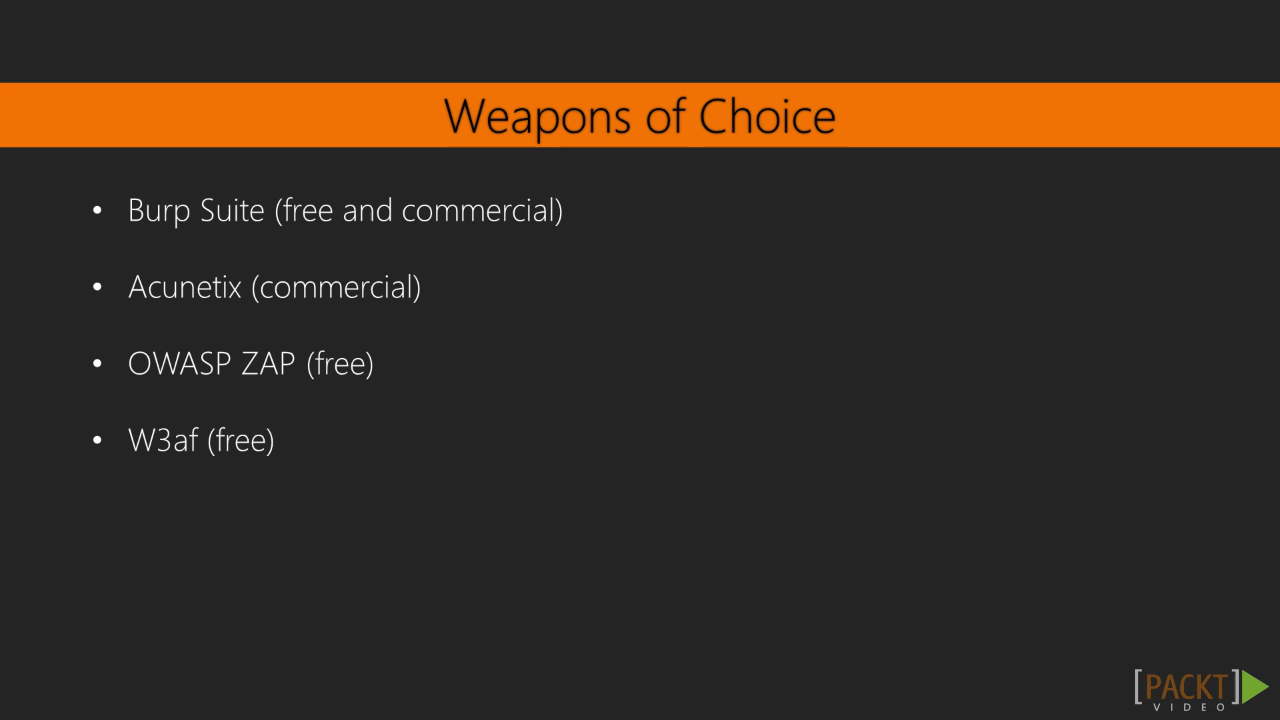 Weapons of Choice
• Burp Suite (free and commercial)
• Acunetix (commercial)
• OWASP ZAP (free)
• W3af (free)
[PACKT]
VIDEO